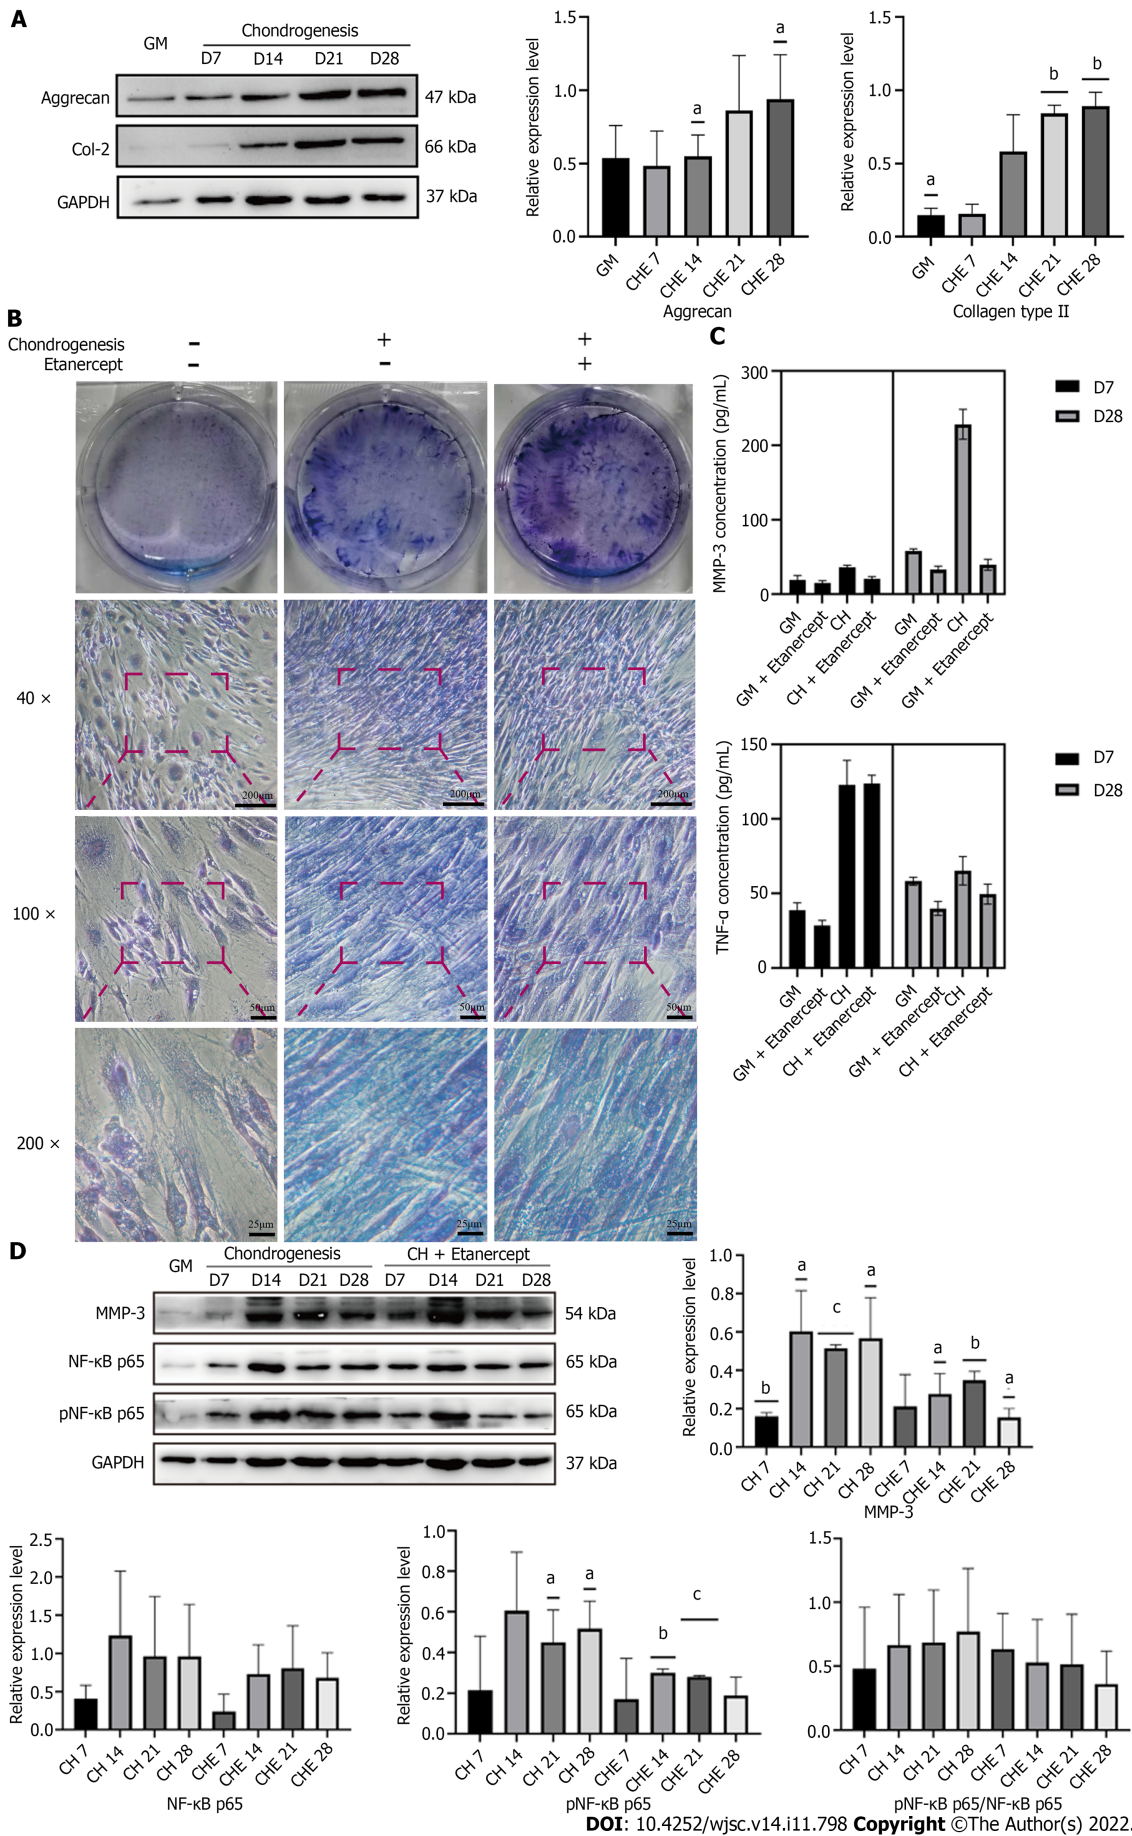 A
GM
Chondrogenesis
D7 D14 D21 D28
Aggrecan 47 kDa
Col-2 66 kDa
GAPDH 37 kDa
Relative expression level
1.5
1.0
0.5
0.0
GM CHE 7 CHE 14 CHE 21 CHE 28
a a
Aggrecan
Relative expression level
1.5
1.0
0.5
0.0
a b b
GM CHE 7 CHE 14 CHE 21 CHE 28
Collagen type II
B
Chondrogenesis – + +
Etanercept – – +
40 ×
200μm 200μm 200μm
100 ×
50μm 50μm 50μm
200 ×
25μm 25μm 25μm
C
MMP-3 concentration (pg/mL)
300
200
100
0
GM GM + Etanercept CH CH + Etanercept GM GM + Etanercept CH GM + Etanercept
D7
D28
TNF-α concentration (pg/mL)
150
100
50
0
GM GM + Etanercept CH CH + Etanercept GM GM + Etanercept CH CH + Etanercept
D7
D28
D
GM
Chondrogenesis CH + Etanercept
D7 D14 D21 D28 D7 D14 D21 D28
MMP-3 54 kDa
NF-κB p65 65 kDa
pNF-κB p65 65 kDa
GAPDH 37 kDa
Relative expression level
1.0
0.8
0.6
0.4
0.2
0.0
b a c a a b a
CH 7 CH 14 CH 21 CH 28 CHE 7 CHE 14 CHE 21 CHE 28
MMP-3
Relative expression level
2.5
2.0
1.5
1.0
0.5
0.0
CH 7 CH 14 CH 21 CH 28 CHE 7 CHE 14 CHE 21 CHE 28
NF-κB p65
Relative expression level
1.0
0.8
0.6
0.4
0.2
0.0
a a b c
CH 7 CH 14 CH 21 CH 28 CHE 7 CHE 14 CHE 21 CHE 28
pNF-κB p65
Relative expression level
1.5
1.0
0.5
0.0
CH 7 CH 14 CH 21 CH 28 CHE 7 CHE 14 CHE 21 CHE 28
pNF-κB p65/NF-κB p65
DOI: 10.4252/wjsc.v14.i11.798 Copyright ©The Author(s) 2022.